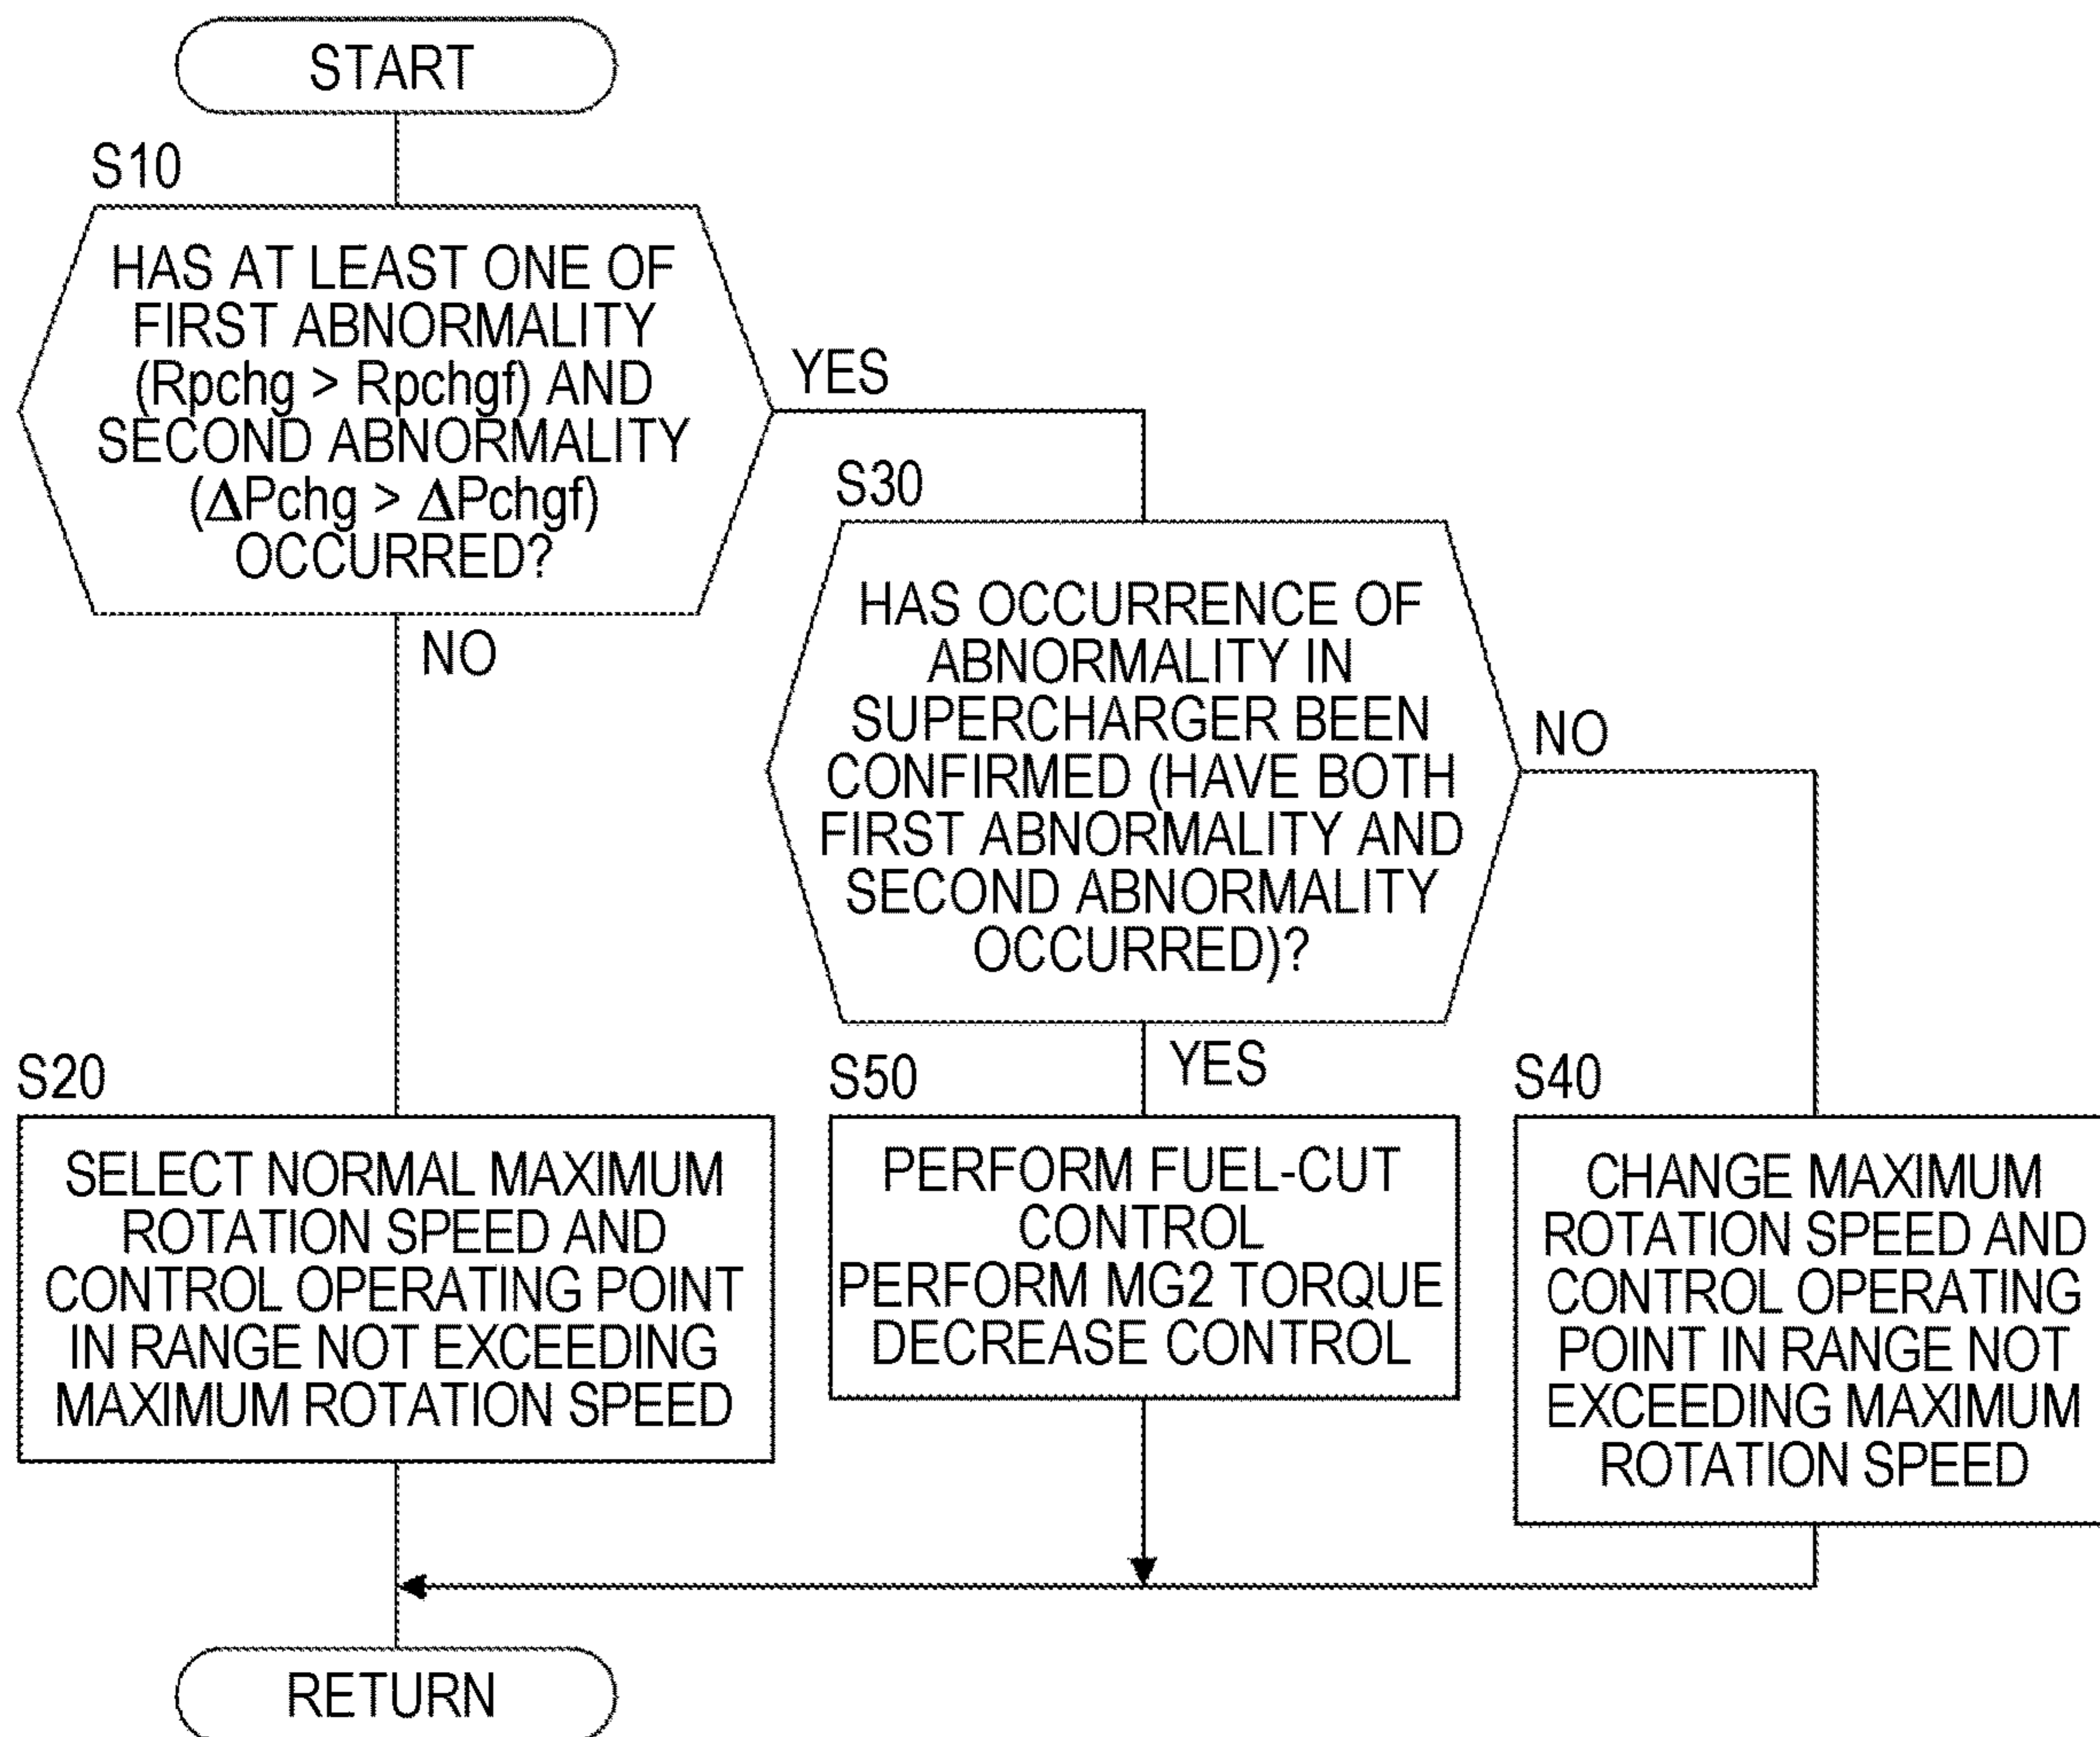 START
S10
HAS AT LEAST ONE OF
FIRST ABNORMALITY
(Rpchg > Rpchgf) AND
SECOND ABNORMALITY
(ΔPchg > ΔPchgf)
OCCURRED?
YES
NO
S30
HAS OCCURRENCE OF
ABNORMALITY IN
SUPERCHARGER BEEN
CONFIRMED (HAVE BOTH
FIRST ABNORMALITY AND
SECOND ABNORMALITY
OCCURRED)?
NO
YES
S20
SELECT NORMAL MAXIMUM
ROTATION SPEED AND
CONTROL OPERATING POINT
IN RANGE NOT EXCEEDING
MAXIMUM ROTATION SPEED
S50
PERFORM FUEL-CUT
CONTROL
PERFORM MG2 TORQUE
DECREASE CONTROL
S40
CHANGE MAXIMUM
ROTATION SPEED AND
CONTROL OPERATING
POINT IN RANGE NOT
EXCEEDING MAXIMUM
ROTATION SPEED
RETURN